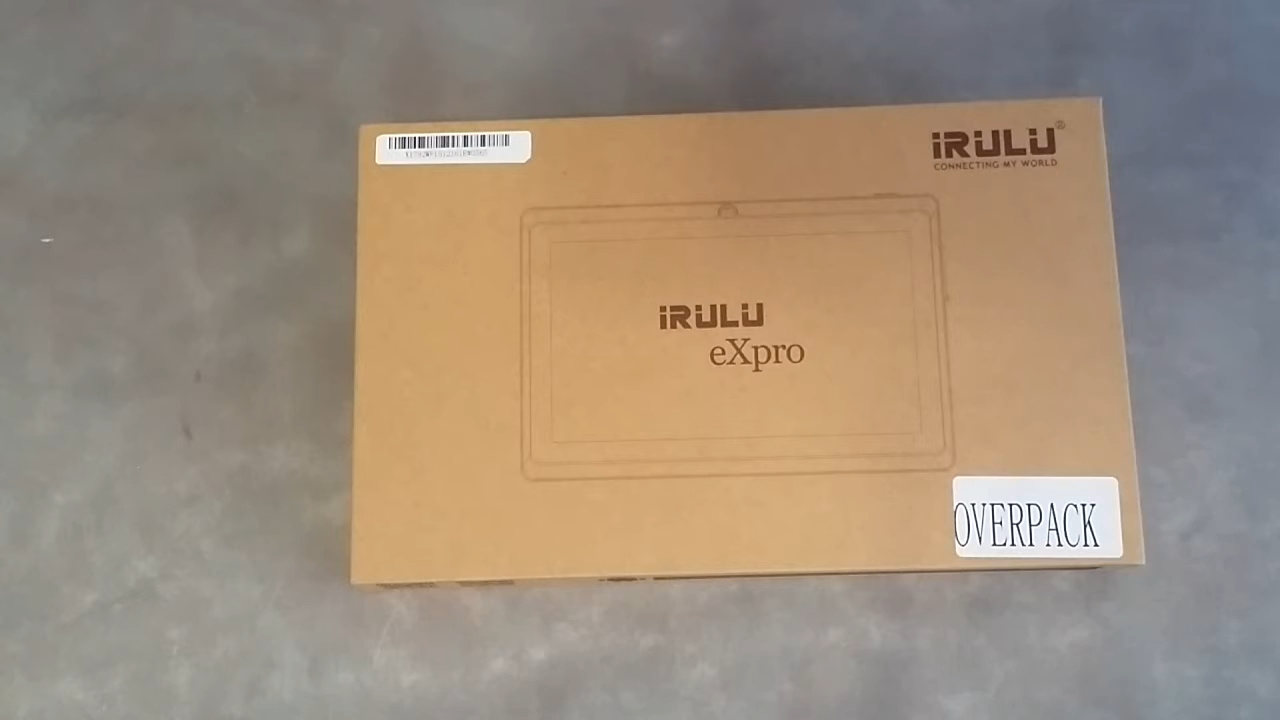 iRULU®
CONNECTING MY WORLD
iRULU
eXpro
OVERPACK